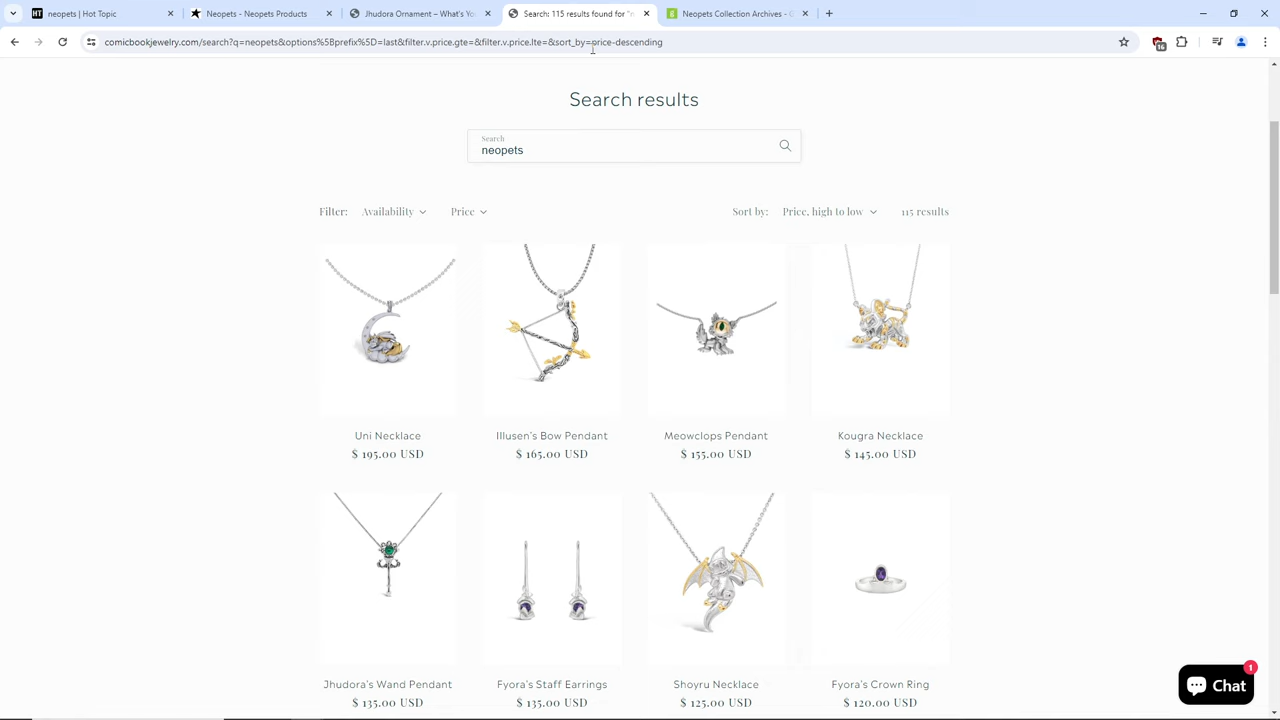 neopets | Hot Topic
Neopets - Neopets Products
Jhudora Ornament – What's You
Search: 115 results found for "n
Neopets Collection Archives - G
comicbookjewelry.com/search?q=neopets&options%5Bprefix%5D=last&filter.v.price.gte=&filter.v.price.lte=&sort_by=price-descending
16
Search results
Search
neopets
Filter: Availability Price Sort by: Price, high to low 115 results
Uni Necklace Illusen's Bow Pendant Meowclops Pendant Kougra Necklace
$ 195.00 USD $ 165.00 USD $ 155.00 USD $ 145.00 USD
Jhudora's Wand Pendant Fyora's Staff Earrings Shoyru Necklace Fyora's Crown Ring
$ 135.00 USD $ 135.00 USD $ 125.00 USD $ 120.00 USD
Chat
1